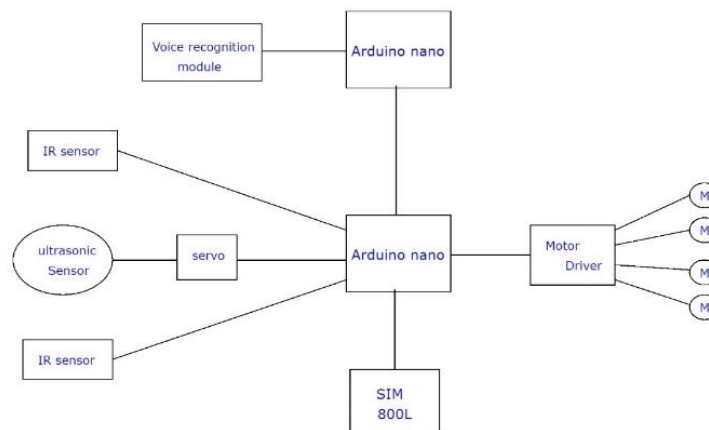 Voice recognition
module
Arduino nano
IR sensor
ultrasonic
Sensor
servo
Arduino nano
Motor
Driver
M
M
M
M
IR sensor
SIM
800L